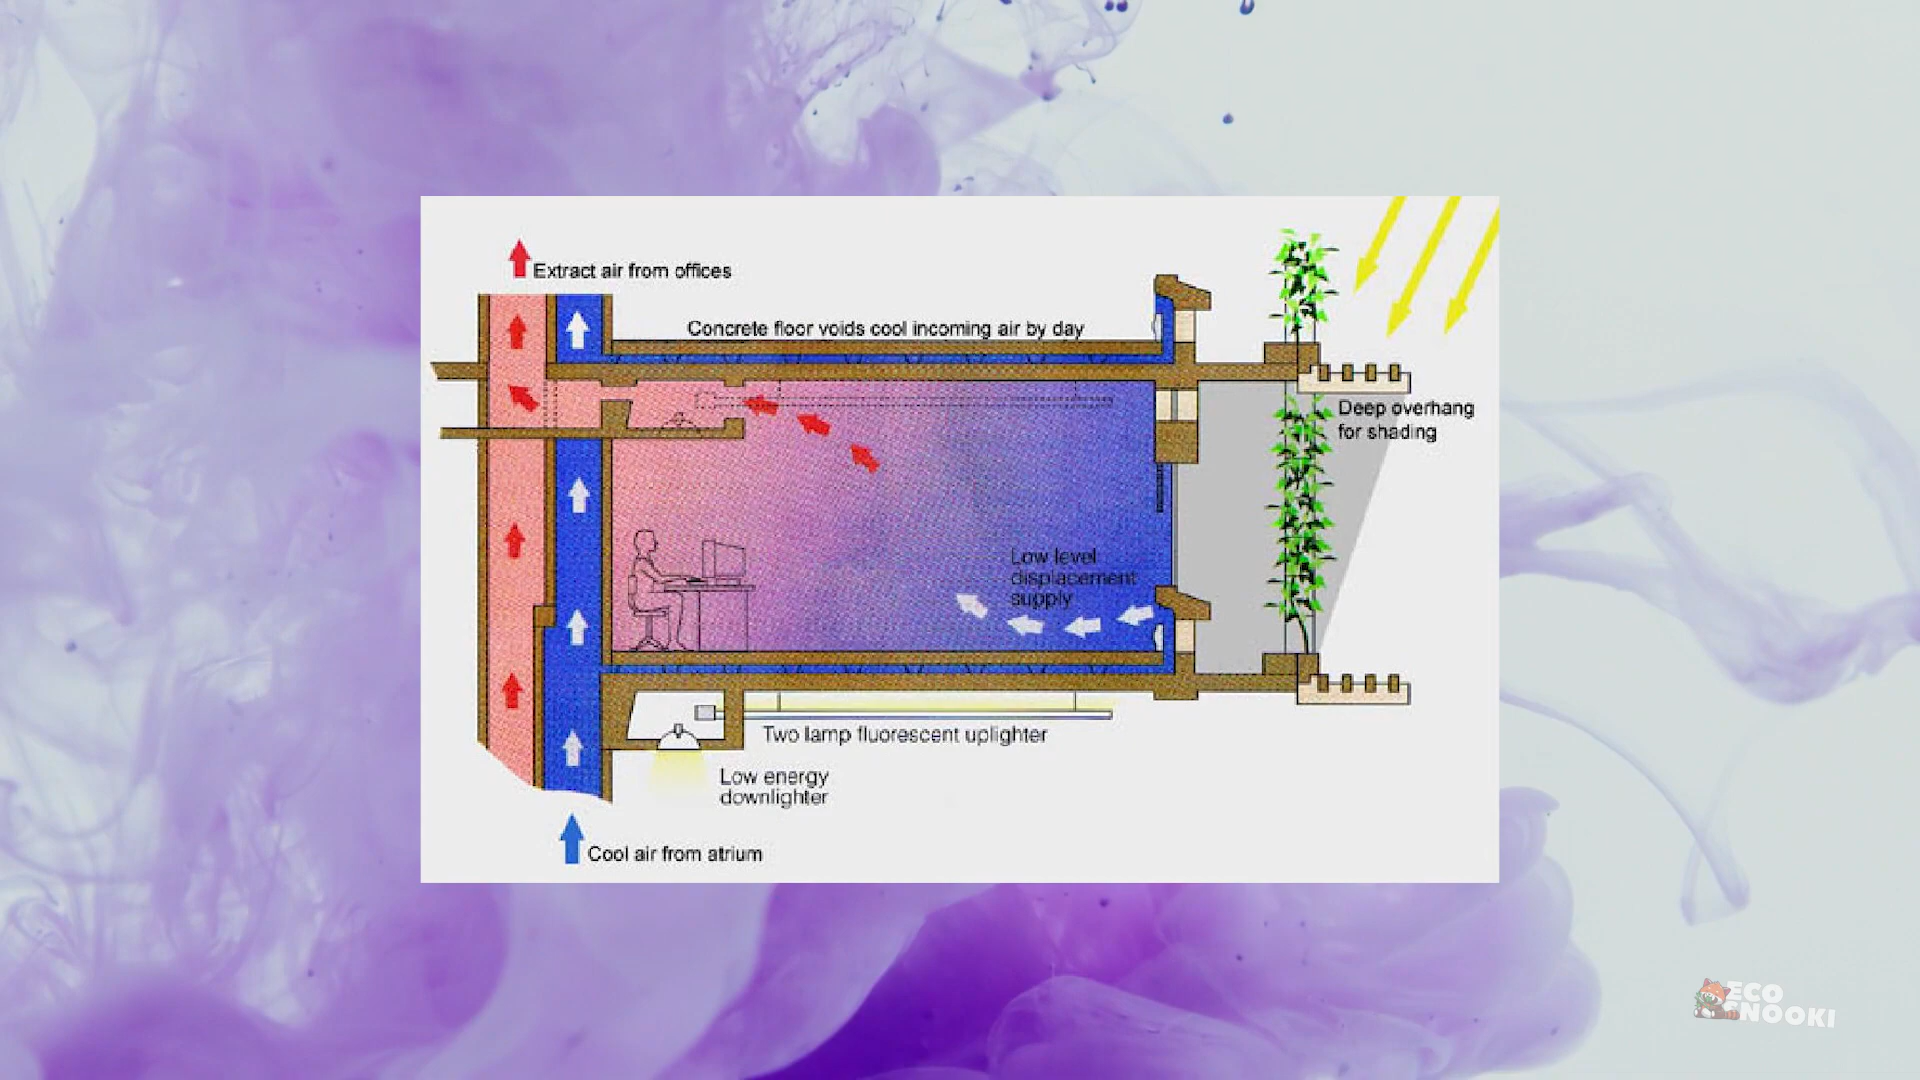 Extract air from offices
Concrete floor voids cool incoming air by day
Deep overhang
for shading
Low level
displacement
supply
Two lamp fluorescent uplighter
Low energy
downlighter
Cool air from atrium
ECO
SNOOKI